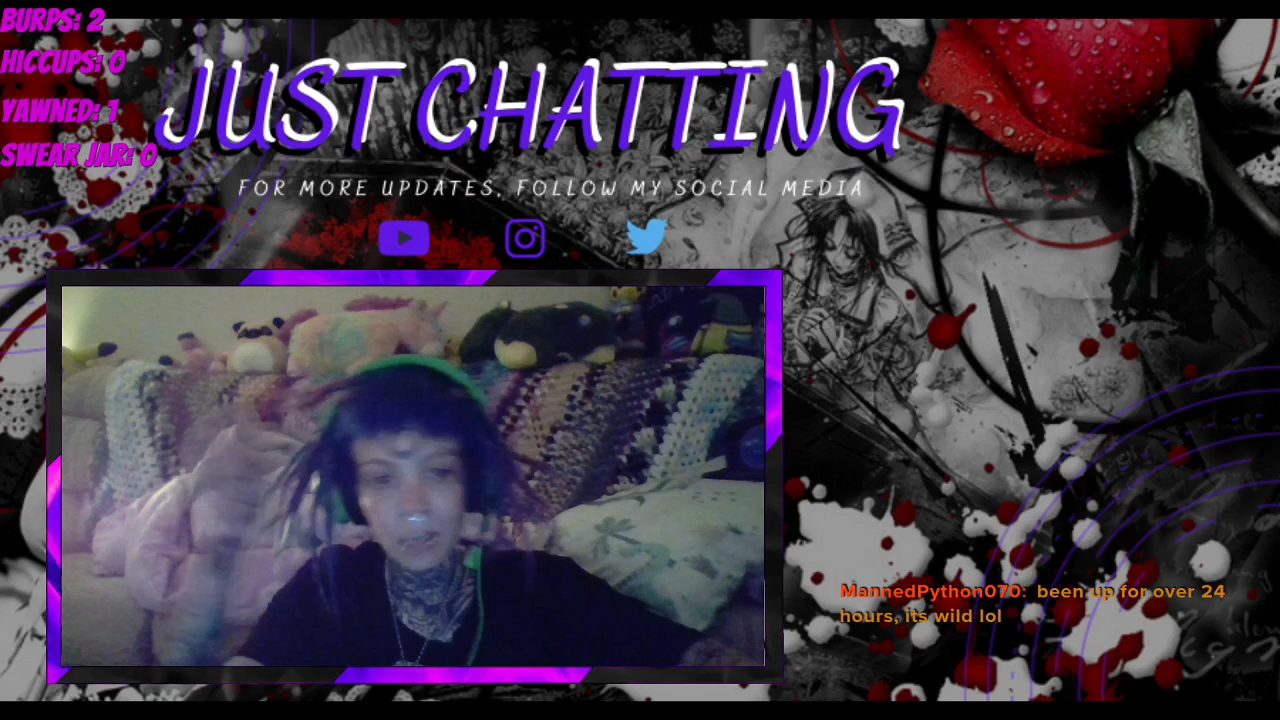 BURPS: 2
HICCUPS: 0
YAWNED: 1
SWEAR JAR: 0
JUST CHATTING
FOR MORE UPDATES, FOLLOW MY SOCIAL MEDIA
MannedPython070: been up for over 24
hours, its wild lol